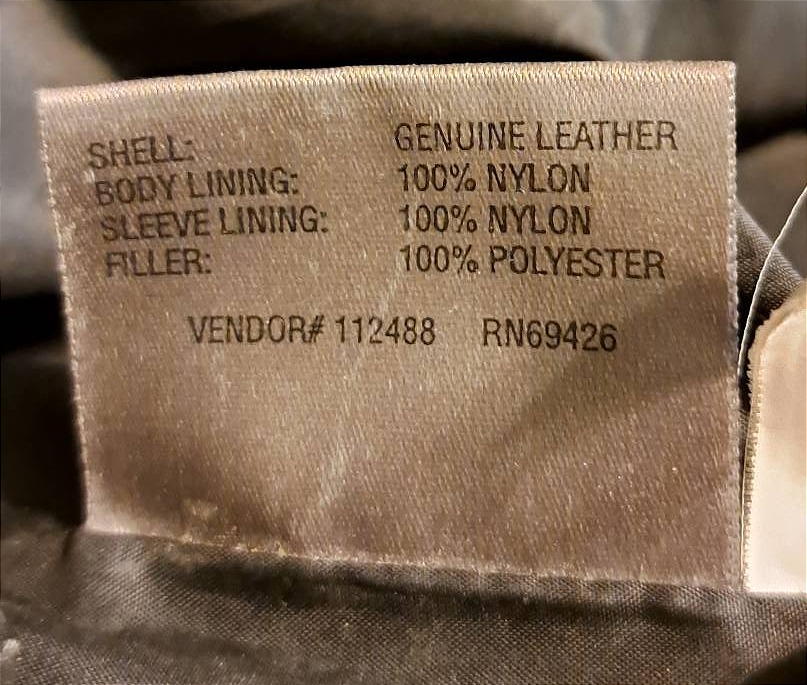 SHELL: GENUINE LEATHER
BODY LINING: 100% NYLON
SLEEVE LINING: 100% NYLON
FILLER: 100% POLYESTER
VENDOR# 112488 RN69426